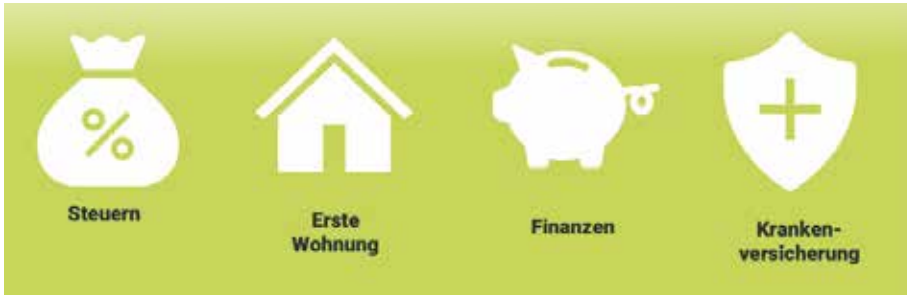 %
Steuern
Erste
Wohnung
Finanzen
Kranken-
versicherung